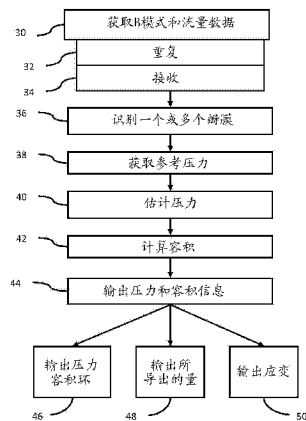 30
获取B模式和流量数据
32
重复
34
接收
36
识别一个或多个瓣膜
38
获取参考压力
40
估计压力
42
计算容积
44
输出压力和容积信息
输出压力
容积环
输出所
导出的量
输出应变
46
48
50